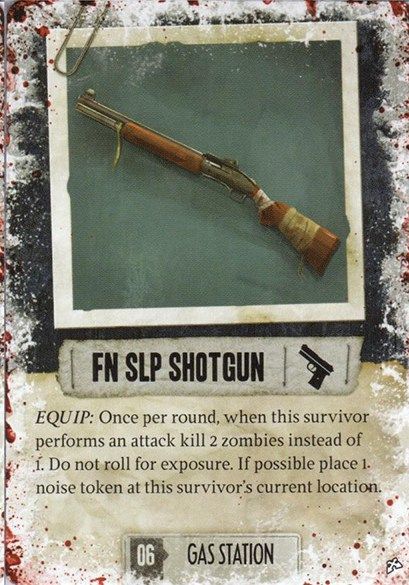 FN SLP SHOTGUN
EQUIP: Once per round, when this survivor
performs an attack kill 2 zombies instead of
1. Do not roll for exposure. If possible place 1
noise token at this survivor's current location.
06 GAS STATION